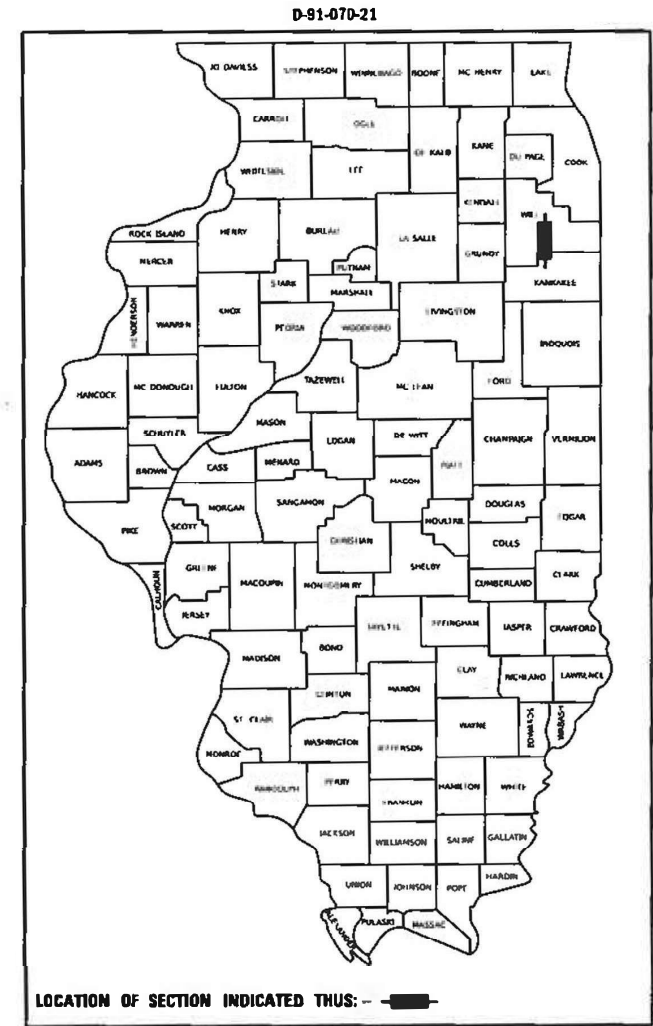 D-91-070-21
JO DAVIESS STEPHENSON WINNEBAGO BOONE MC HENRY LAKE
CARROLL OGLE DE KALB KANE DU PAGE COOK
WHITESIDE LEE
KENDALL WILL
ROCK ISLAND HENRY BUREAU LA SALLE GRUNDY
MERCER PUTNAM
STARK MARSHALL KANKAKEE
HENDERSON WARREN KNOX PEORIA WOODFORD LIVINGSTON IROQUOIS
HANCOCK MC DONOUGH FULTON TAZEWELL MC LEAN FORD
MASON
SCHUYLER LOGAN DE WITT CHAMPAIGN VERMILION
ADAMS BROWN CASS MENARD MACON PIATT
PIKE SCOTT MORGAN SANGAMON MOULTRIE DOUGLAS EDGAR
CHRISTIAN COLES
CALHOUN GREENE MACOUPIN MONTGOMERY SHELBY CUMBERLAND CLARK
JERSEY FAYETTE EFFINGHAM JASPER CRAWFORD
MADISON BOND
CLAY RICHLAND LAWRENCE
CLINTON MARION
ST. CLAIR WAYNE EDWARDS WABASH
MONROE WASHINGTON JEFFERSON
RANDOLPH PERRY HAMILTON WHITE
FRANKLIN
JACKSON WILLIAMSON SALINE GALLATIN
UNION JOHNSON POPE HARDIN
ALEXANDER PULASKI MASSAC
LOCATION OF SECTION INDICATED THUS: -